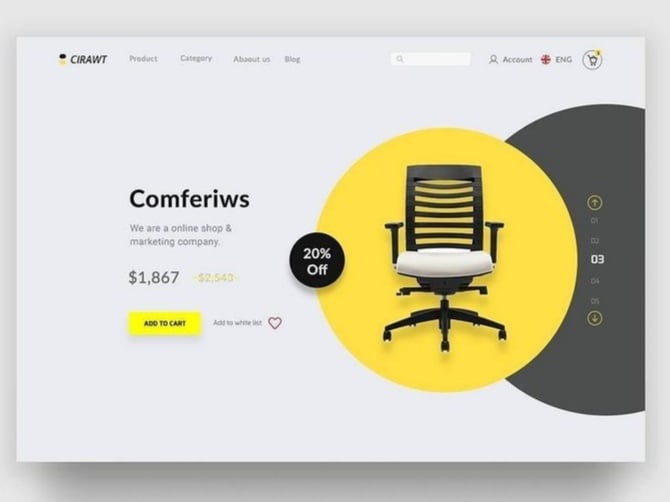 CIRAWT
Product
Category
Abaout us
Blog
Account
ENG
Comferiws
We are a online shop &
marketing company.
$1,867
$2,543
ADD TO CART
Add to white list
20%
Off
01
02
03
04
05